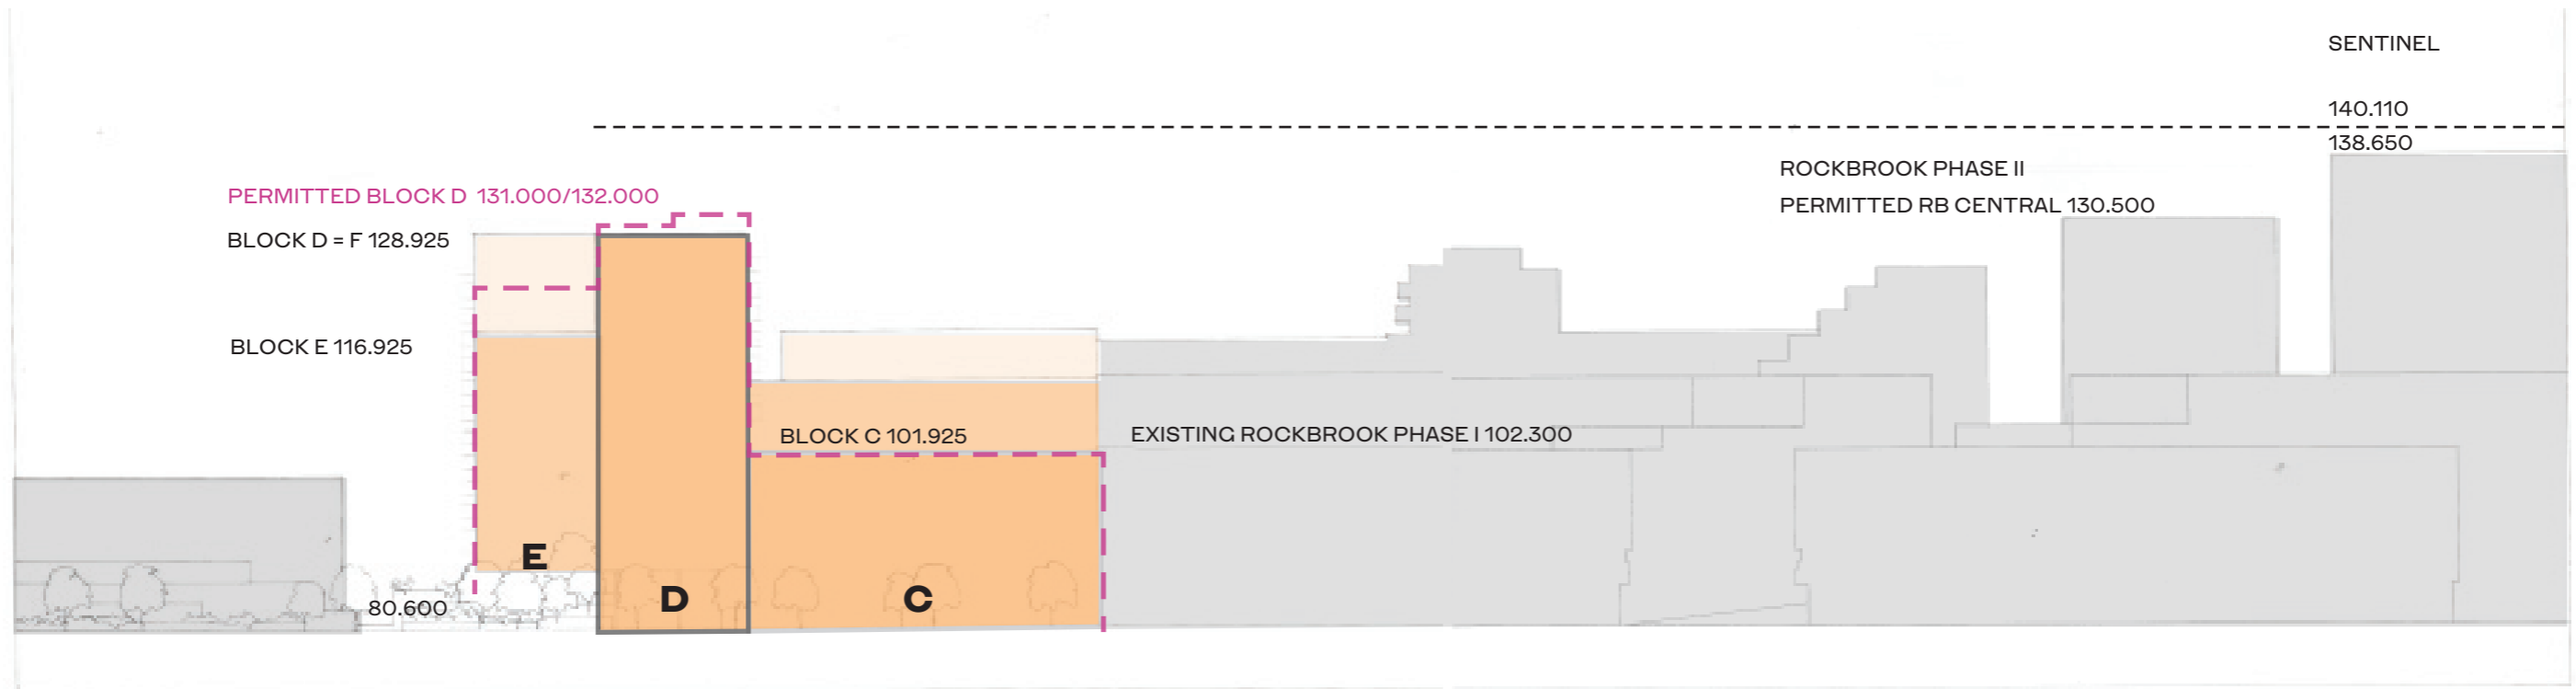 SENTINEL
140.110
138.650
ROCKBROOK PHASE II
PERMITTED RB CENTRAL 130.500
PERMITTED BLOCK D 131.000/132.000
BLOCK D = F 128.925
BLOCK E 116.925
BLOCK C 101.925
EXISTING ROCKBROOK PHASE I 102.300
E
D
C
80.600